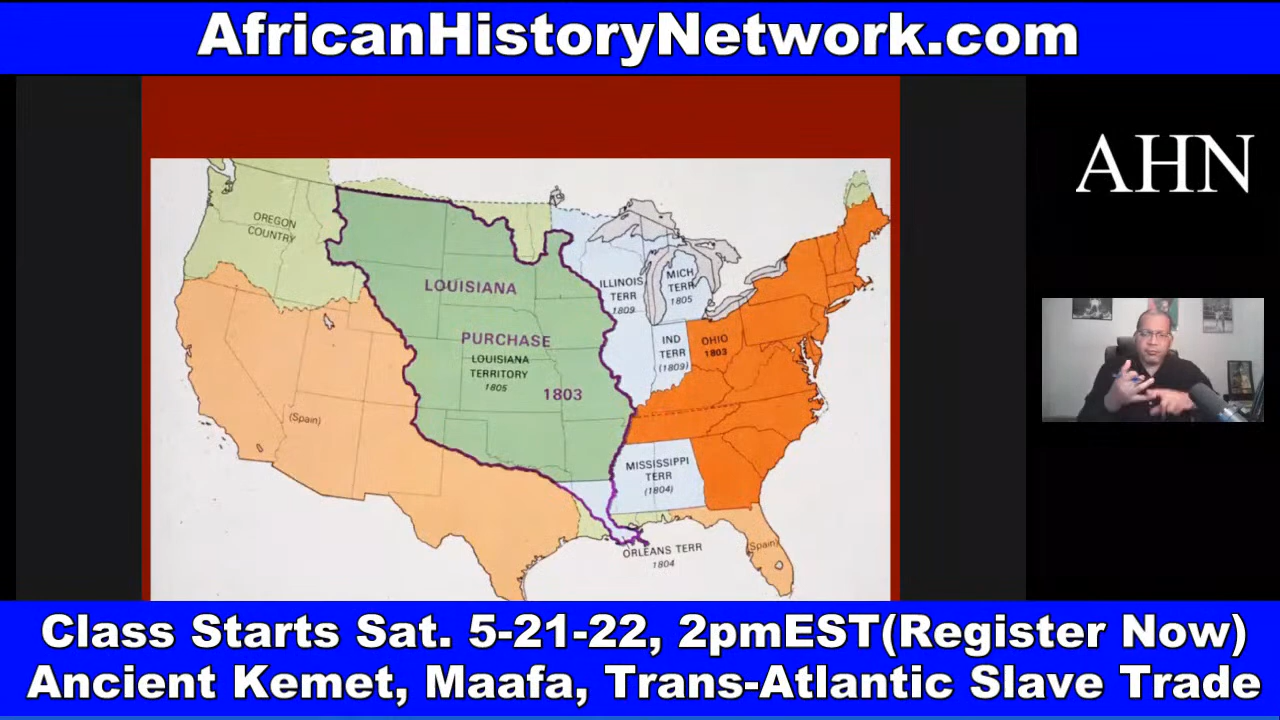 AfricanHistoryNetwork.com
AHN
OREGON
COUNTRY
LOUISIANA
PURCHASE
LOUISIANA
TERRITORY
1805
1803
ILLINOIS
TERR
1809
MICH
TERR
1805
IND
TERR
(1809)
OHIO
1803
(Spain)
MISSISSIPPI
TERR
(1804)
ORLEANS TERR
1804
(Spain)
Class Starts Sat. 5-21-22, 2pmEST(Register Now)
Ancient Kemet, Maafa, Trans-Atlantic Slave Trade